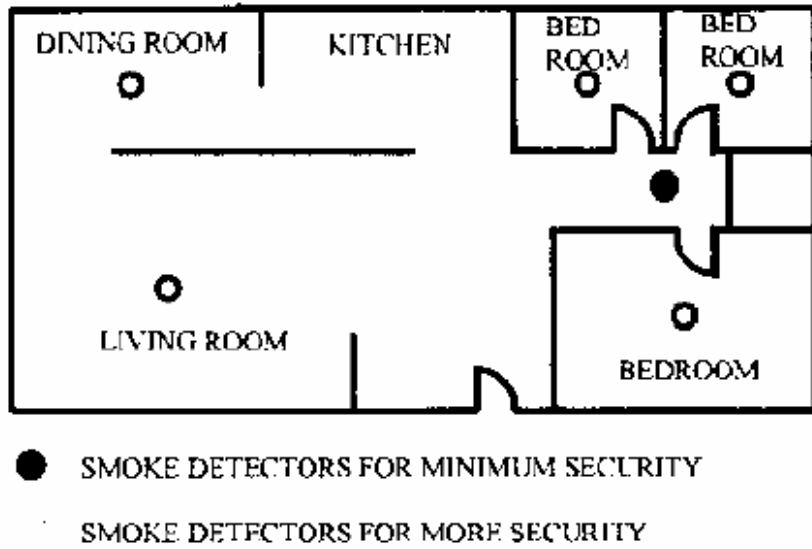 DINING ROOM
KITCHEN
BED
ROOM
BED
ROOM
LIVING ROOM
BEDROOM
SMOKE DETECTORS FOR MINIMUM SECURITY
SMOKE DETECTORS FOR MORE SECURITY